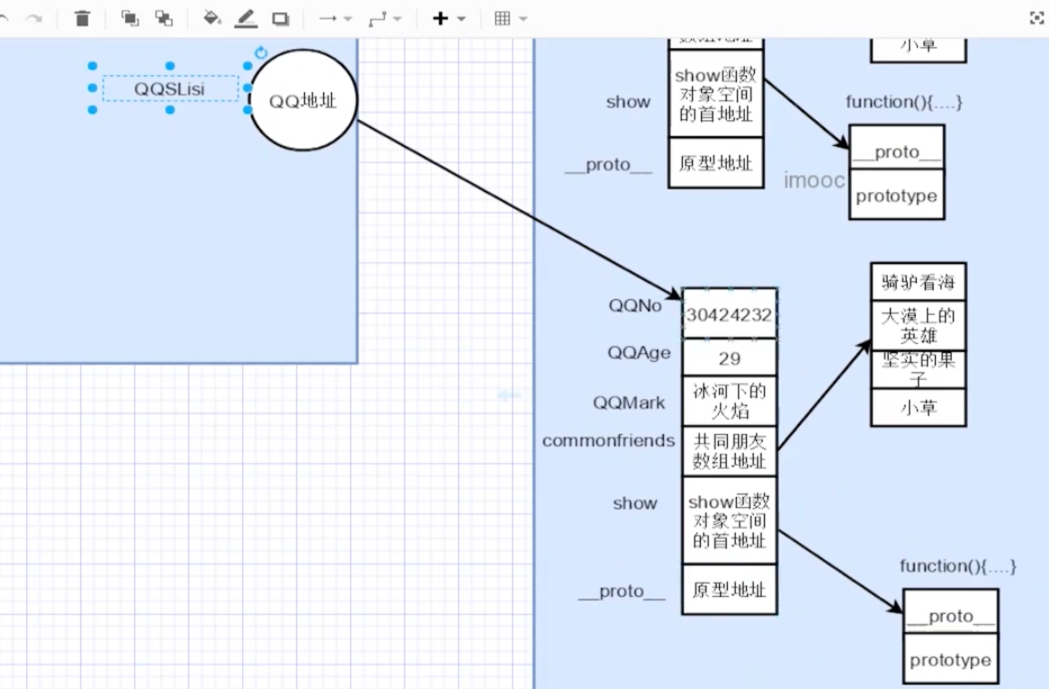 小草
QQSLisi
QQ地址
show
show函数
对象空间
的首地址
function(){....}
__proto__
原型地址
__proto__
prototype
imooc
QQNo
30424232
QQAge
29
QQMark
冰河下的
火焰
commonfriends
共同朋友
数组地址
show
show函数
对象空间
的首地址
__proto__
原型地址
骑驴看海
大漠上的
英雄
坚实的果
子
小草
function(){....}
__proto__
prototype